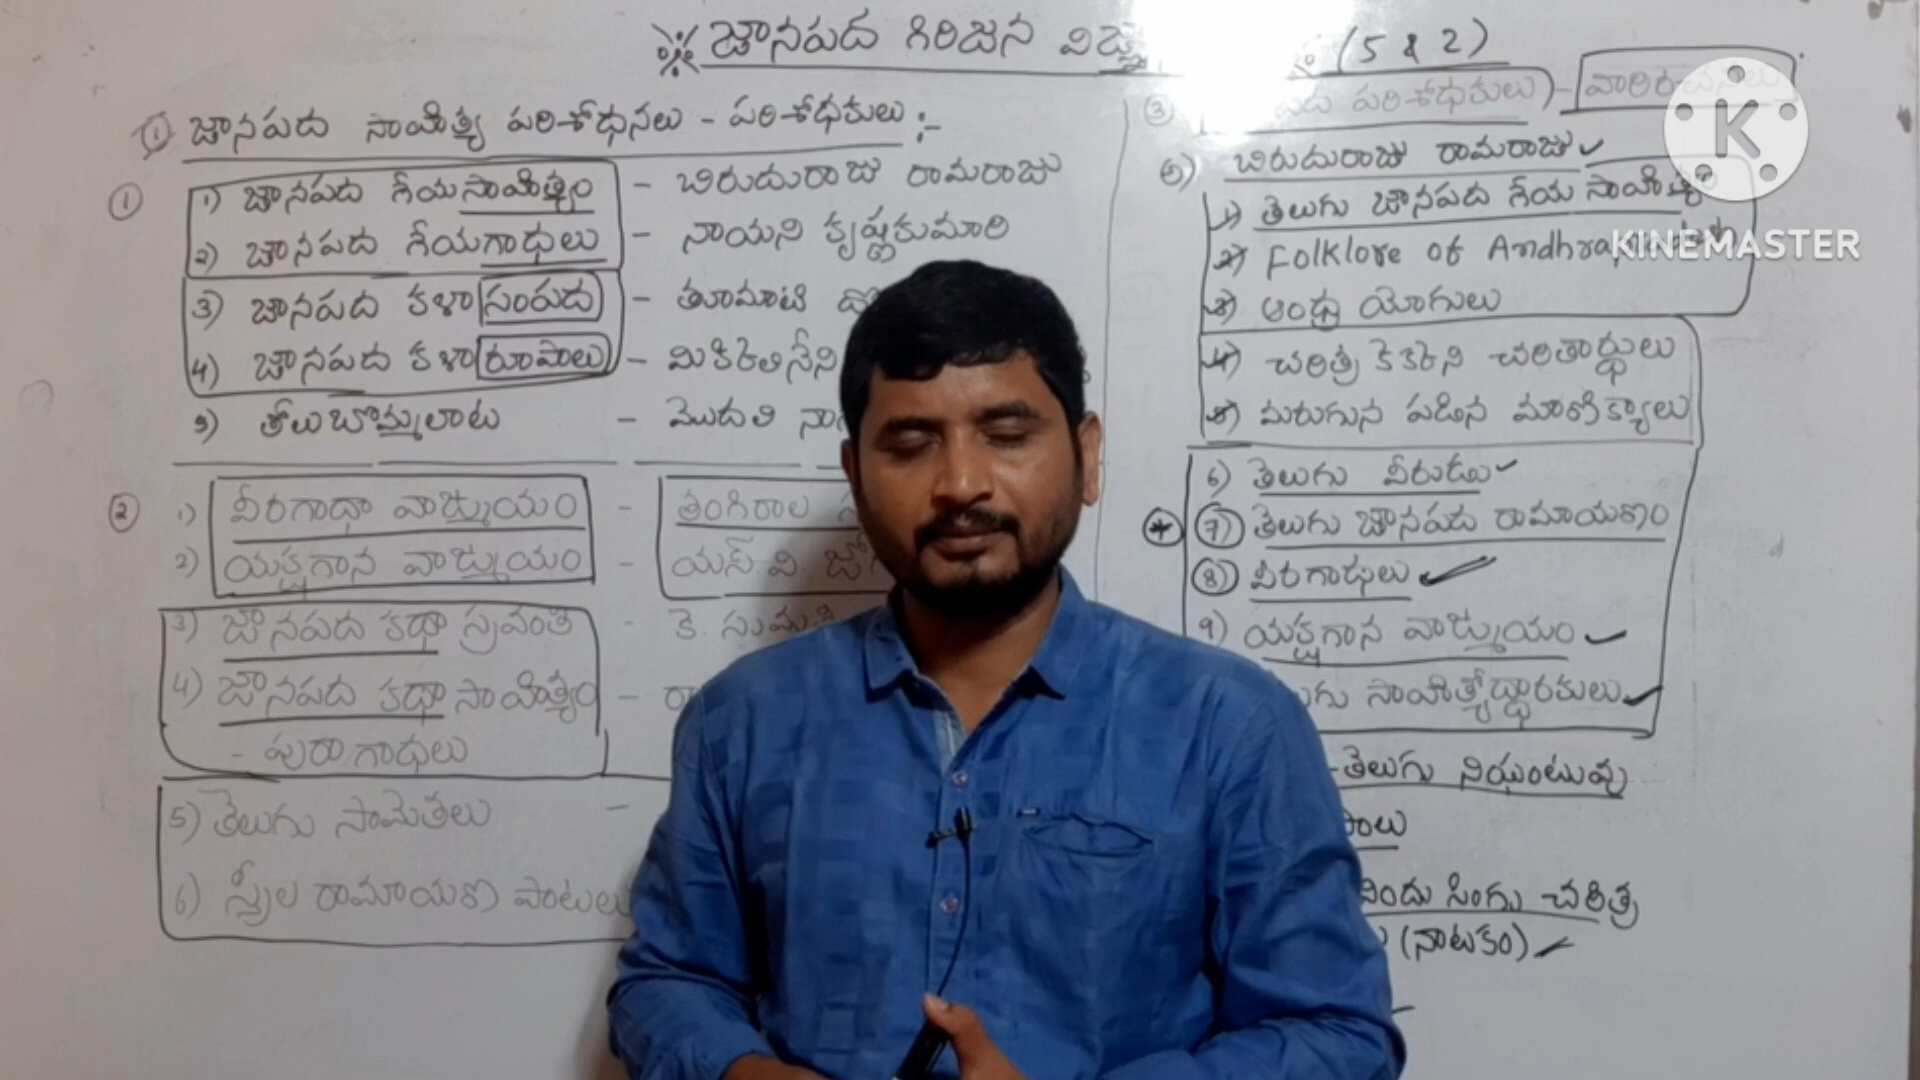 ※ జానపద గిరిజన (5 & 2)
① జానపద సాహిత్య పరిశోధనలు - పరిశోధకులు :-
① 1) జానపద గేయసాహిత్యం - బిరుదురాజు రామరాజు
2) జానపద గేయగాథలు - నాయని కృష్ణకుమారి
3) జానపద కళాసంపద - తూమాటి
4) జానపద కళారూపాలు - మిక్కిలినేని
5) తోలుబొమ్మలాట - మొదలి
② 1) వీరగాథా వాఙ్మయం - తంగిరాల
2) యక్షగాన వాఙ్మయం - యస్.వి
3) జానపద కథా స్రవంతి - కె. సుమతి
4) జానపద కథాసాహిత్యం -
- పురాగాథలు
5) తెలుగు సామెతలు -
6) స్త్రీల రామాయణ పాటలు
③ పరిశోధకులు) -
బిరుదురాజు రామరాజు
1) తెలుగు జానపద గేయ సాహిత్యం
2) Folklore of
3) ఆంధ్ర యోగులు
4) చరిత్రకెక్కని చరితార్థులు
5) మరుగున పడిన మాణిక్యాలు
6) తెలుగు వీరుడు
7) తెలుగు జానపద రామాయణం
8) వీరగాథలు
9) యక్షగాన వాఙ్మయం
సాహిత్యోద్ధారకులు
-తెలుగు నిఘంటువు
సింగు చరిత్ర
(నాటకం)
K
KINEMASTER